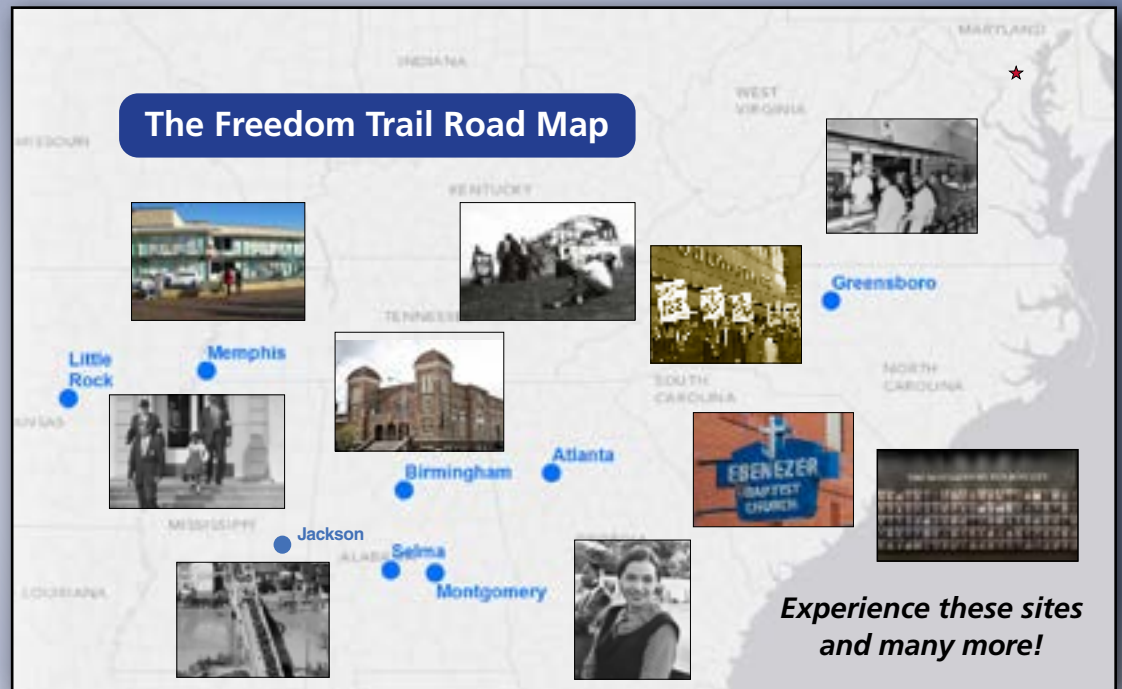 MARYLAND
INDIANA
WEST
VIRGINIA
The Freedom Trail Road Map
MISSOURI
KENTUCKY
Greensboro
TENNESSEE
Little
Rock
Memphis
NORTH
CAROLINA
SOUTH
CAROLINA
Birmingham
Atlanta
EBENEZER
BAPTIST
CHURCH
MISSISSIPPI
Jackson
Selma
Montgomery
LOUISIANA
Experience these sites
and many more!